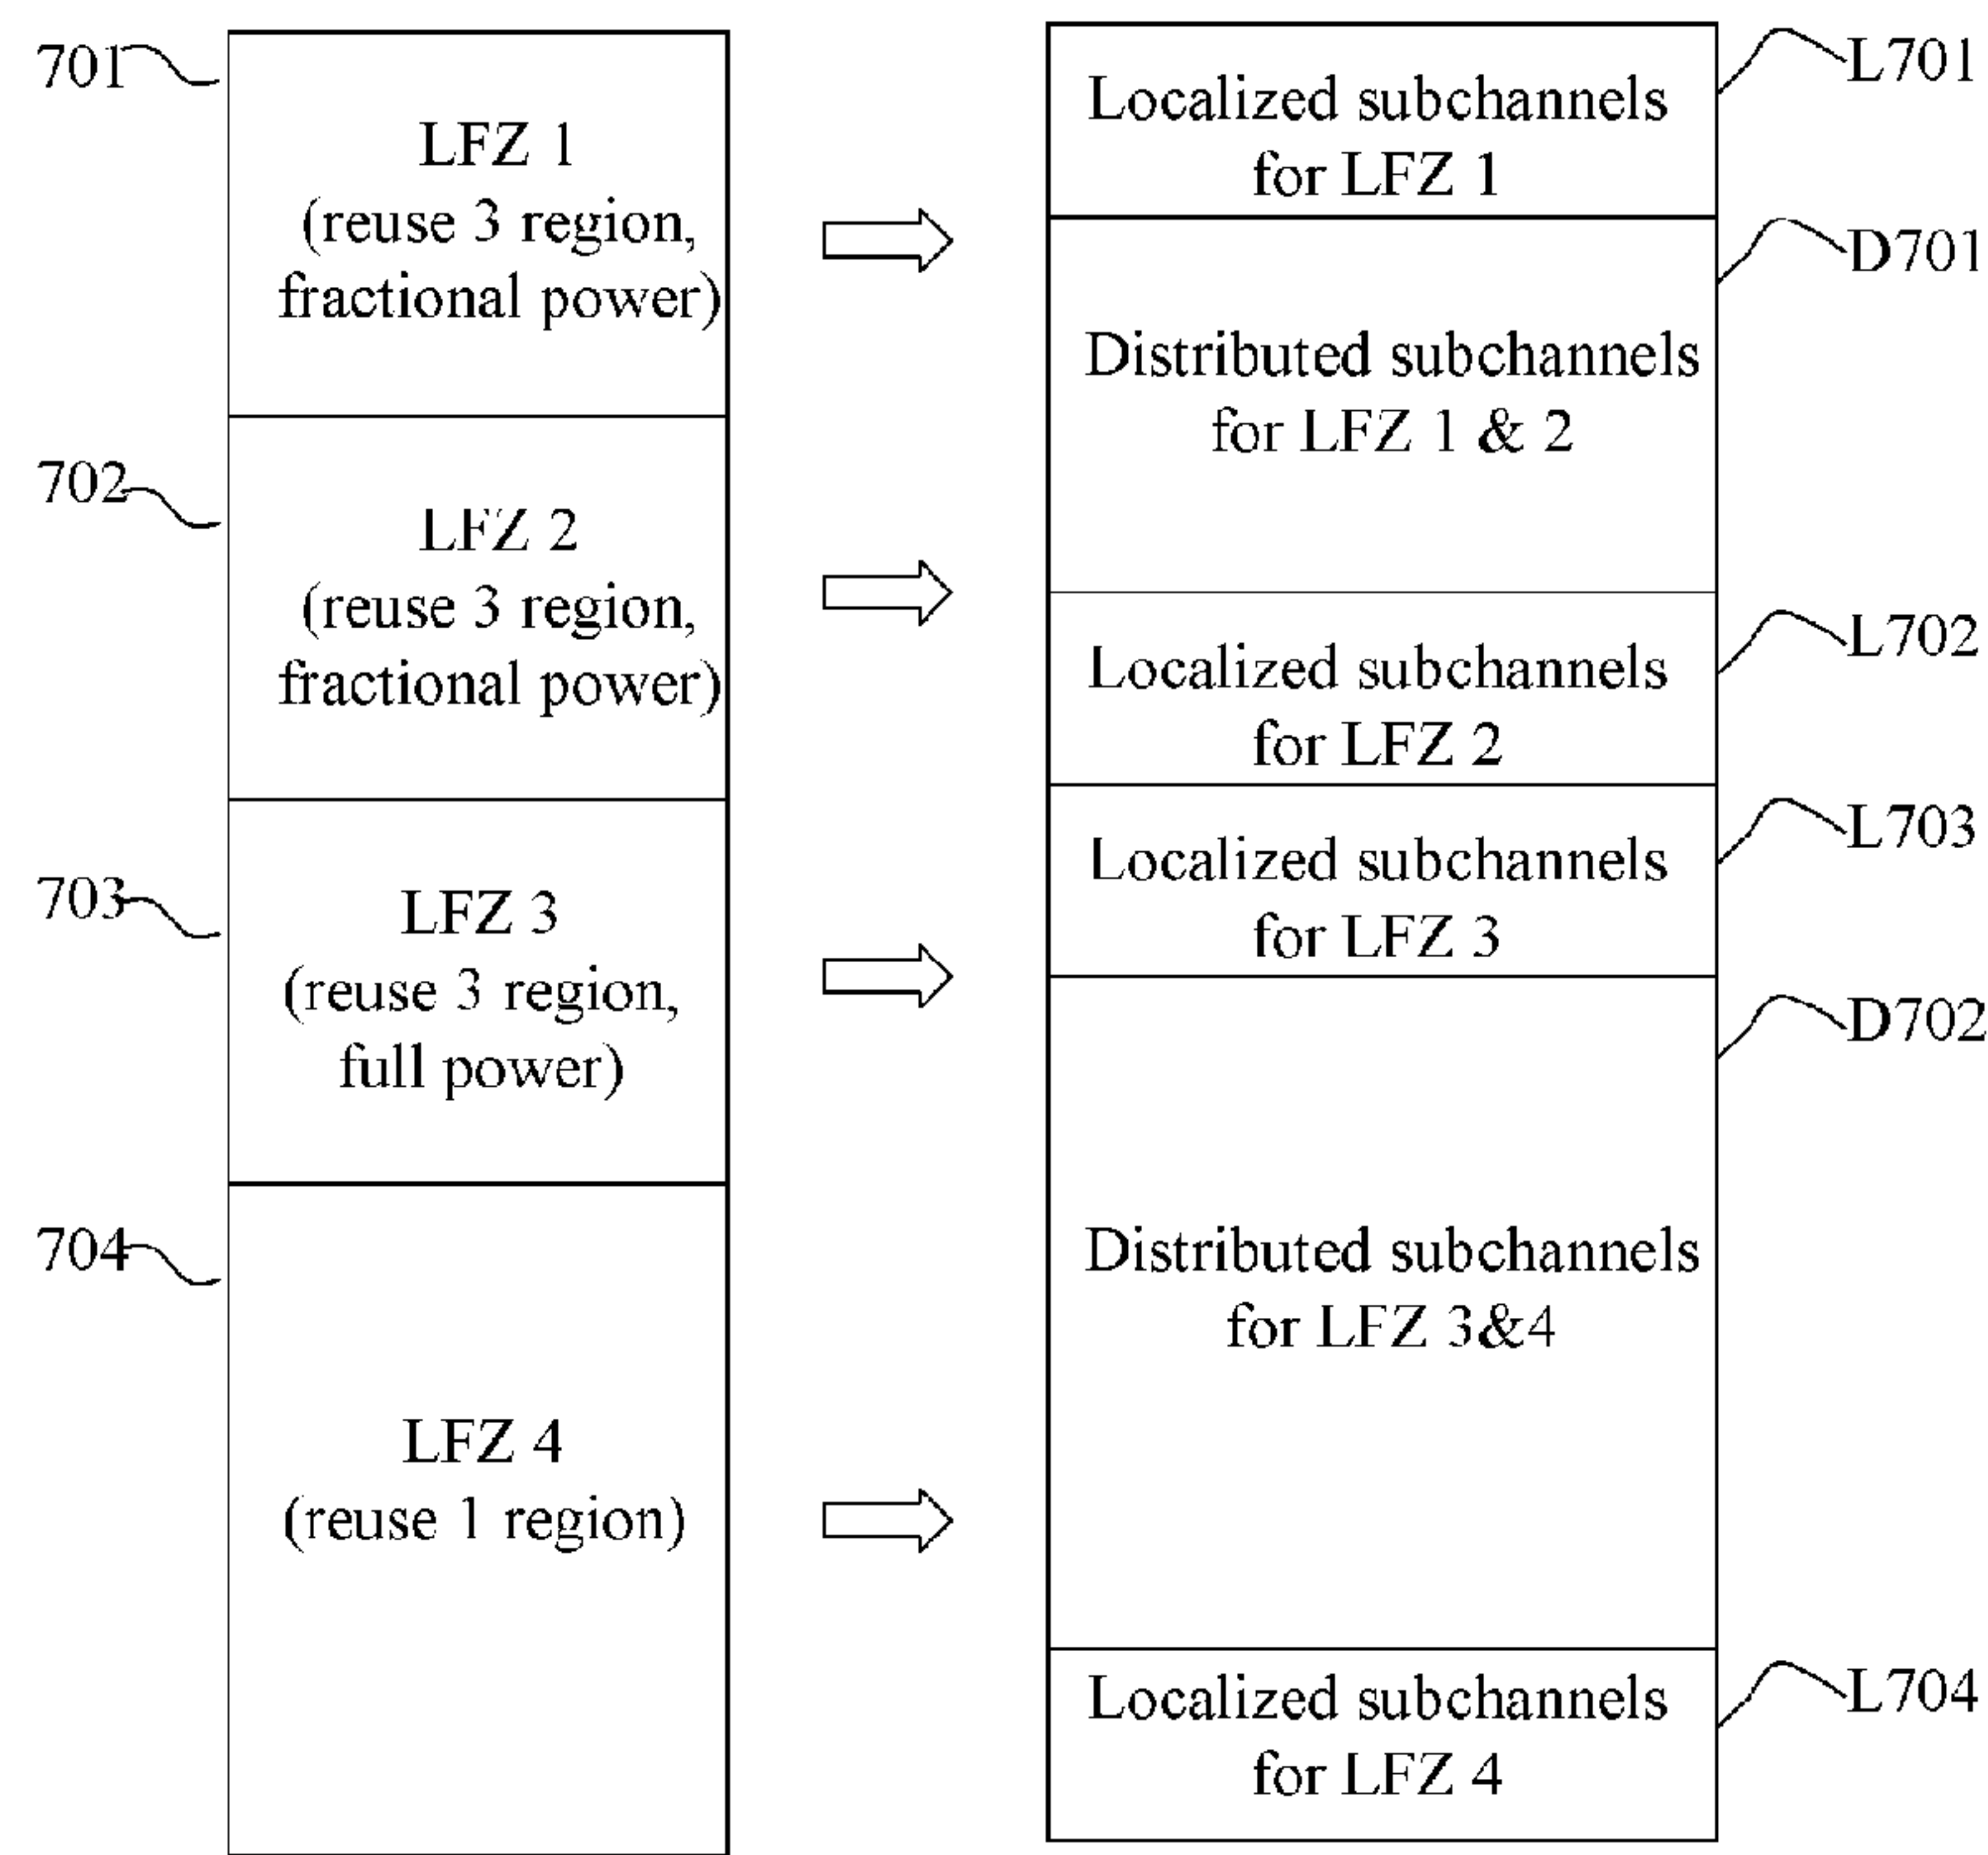 701
LFZ 1
(reuse 3 region,
fractional power)
702
LFZ 2
(reuse 3 region,
fractional power)
703
LFZ 3
(reuse 3 region,
full power)
704
LFZ 4
(reuse 1 region)
Localized subchannels
for LFZ 1
L701
Distributed subchannels
for LFZ 1 & 2
D701
Localized subchannels
for LFZ 2
L702
Localized subchannels
for LFZ 3
L703
Distributed subchannels
for LFZ 3&4
D702
Localized subchannels
for LFZ 4
L704